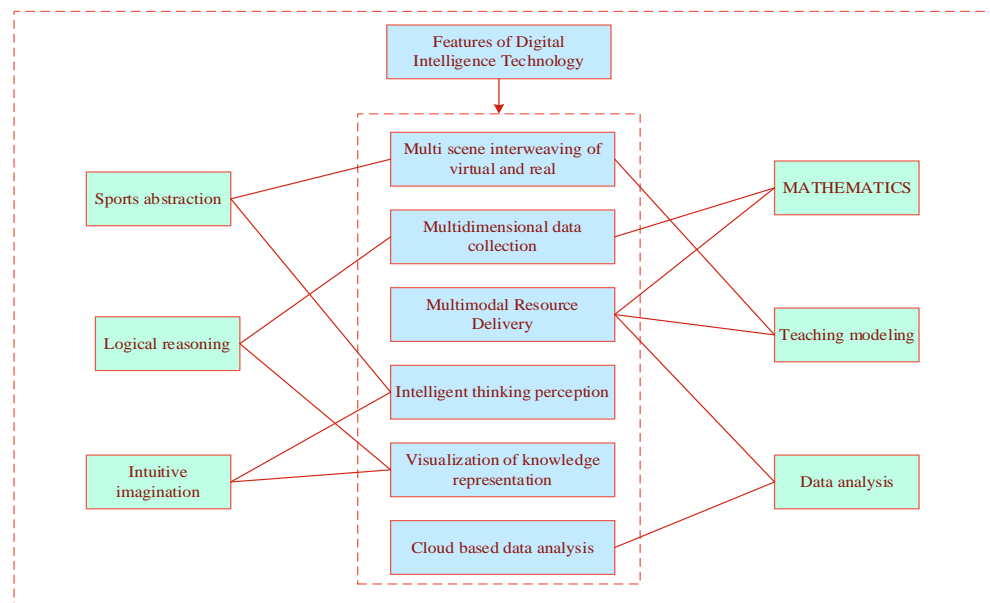 Features of Digital
Intelligence Technology
Multi scene interweaving of
virtual and real
Sports abstraction
MATHEMATICS
Multidimensional data
collection
Multimodal Resource
Delivery
Logical reasoning
Teaching modeling
Intelligent thinking perception
Intuitive
imagination
Visualization of knowledge
representation
Data analysis
Cloud based data analysis